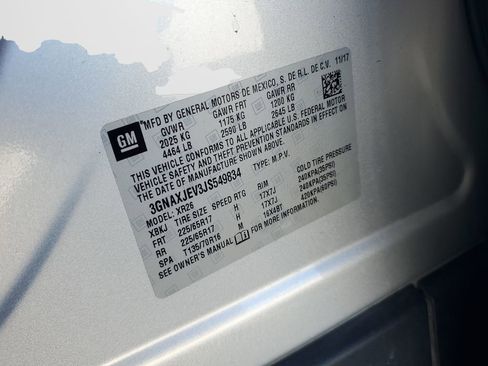 GM
*MFD BY GENERAL MOTORS DE MEXICO, S. DE R.L. DE C.V. 11/17
GVWR GAWR FRT GAWR RR
2025 KG 1175 KG 1200 KG
4464 LB 2590 LB 2645 LB
THIS VEHICLE CONFORMS TO ALL APPLICABLE U.S. FEDERAL MOTOR
VEHICLE SAFETY AND THEFT PREVENTION STANDARDS IN EFFECT ON
THE DATE OF MANUFACTURE SHOWN ABOVE.
3GNAXJEV3JS549834 TYPE: M.P.V.
MODEL: XR26
XBKJ TIRE SIZE SPEED RTG RIM COLD TIRE PRESSURE
FRT 225/65R17 H 17X7J 240KPA(35PSI)
RR 225/65R17 H 17X7J 240KPA(35PSI)
SPA T135/70R16 M 16X4BT 420KPA(60PSI)
SEE OWNER'S MANUAL FOR MORE INFORMATION.